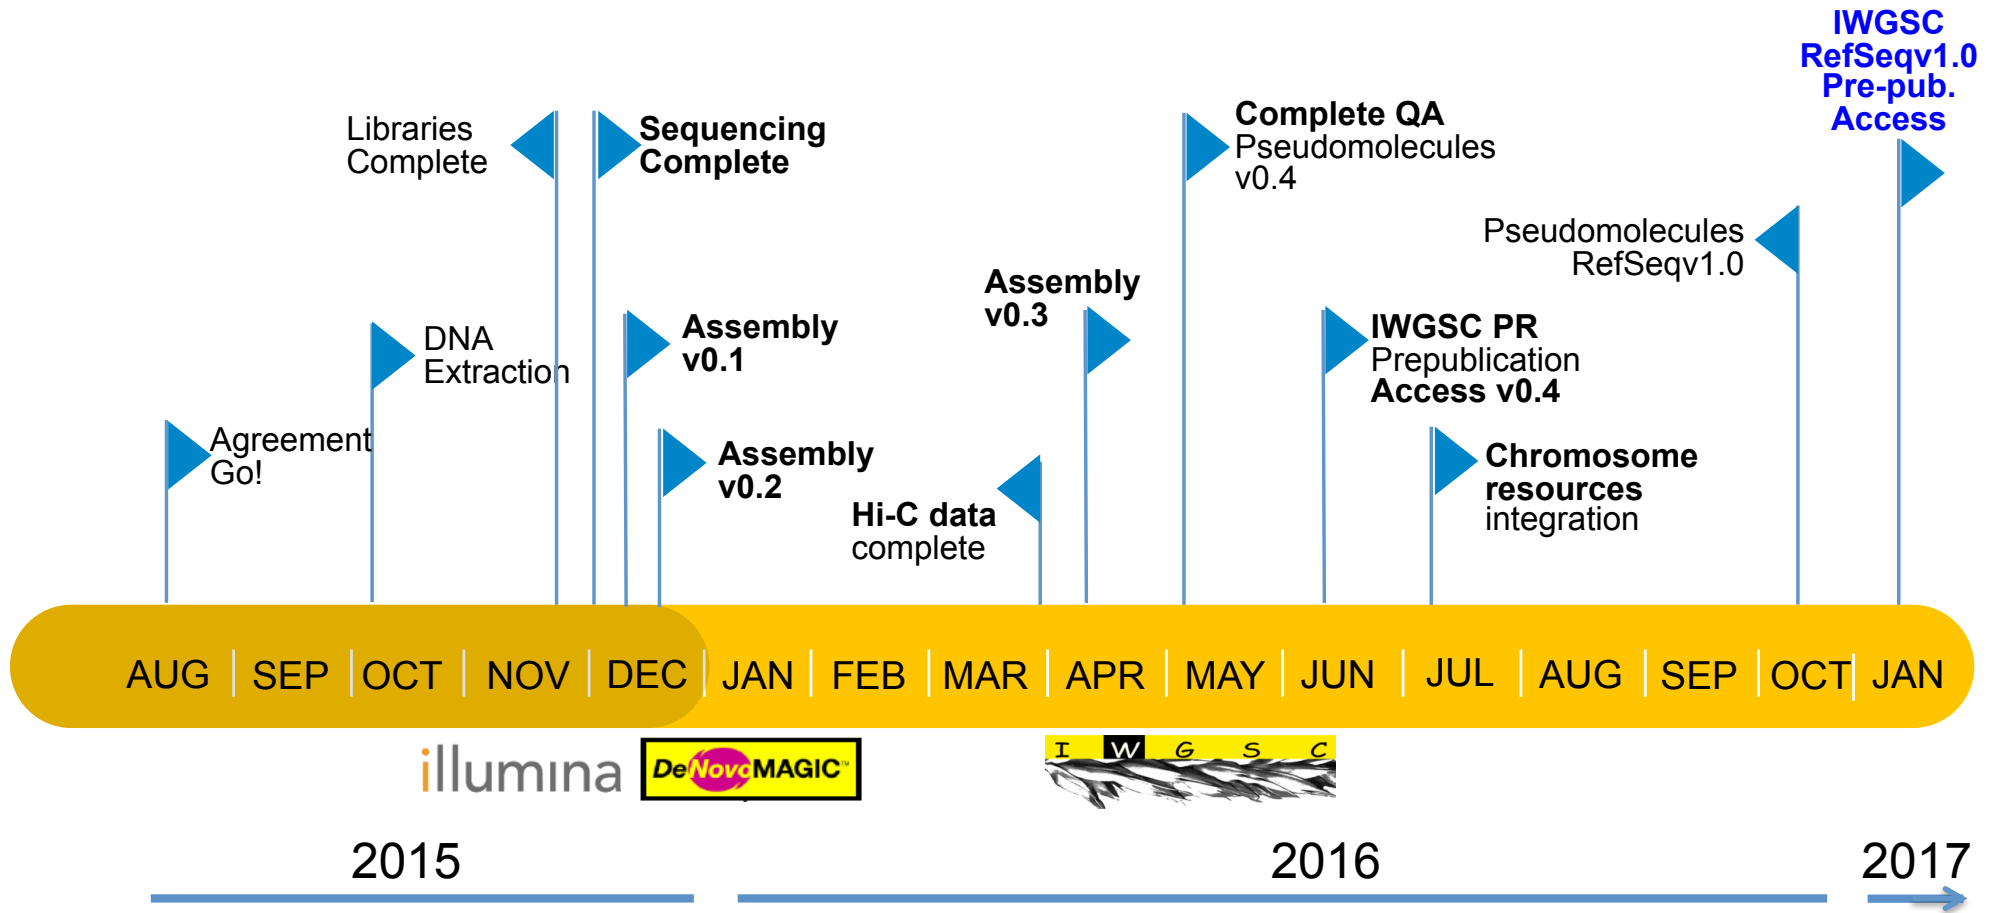 IWGSC
RefSeqv1.0
Pre-pub.
Access
Libraries
Complete
Sequencing
Complete
Complete QA
Pseudomolecules
v0.4
Pseudomolecules
RefSeqv1.0
Assembly
v0.3
DNA
Extraction
Assembly
v0.1
IWGSC PR
Prepublication
Access v0.4
Agreement
Go!
Assembly
v0.2
Hi-C data
complete
Chromosome
resources
integration
AUG SEP OCT NOV DEC JAN FEB MAR APR MAY JUN JUL AUG SEP OCT JAN
illumina
DeNovoMAGIC™
I W G S C
2015 2016 2017